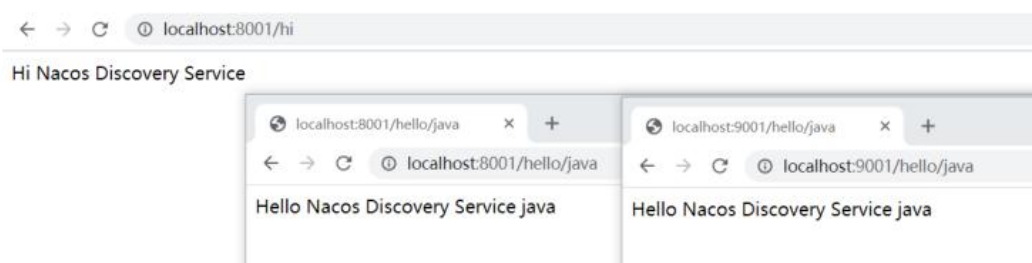 localhost:8001/hi
Hi Nacos Discovery Service
localhost:8001/hello/java
localhost:8001/hello/java
Hello Nacos Discovery Service java
localhost:9001/hello/java
localhost:9001/hello/java
Hello Nacos Discovery Service java